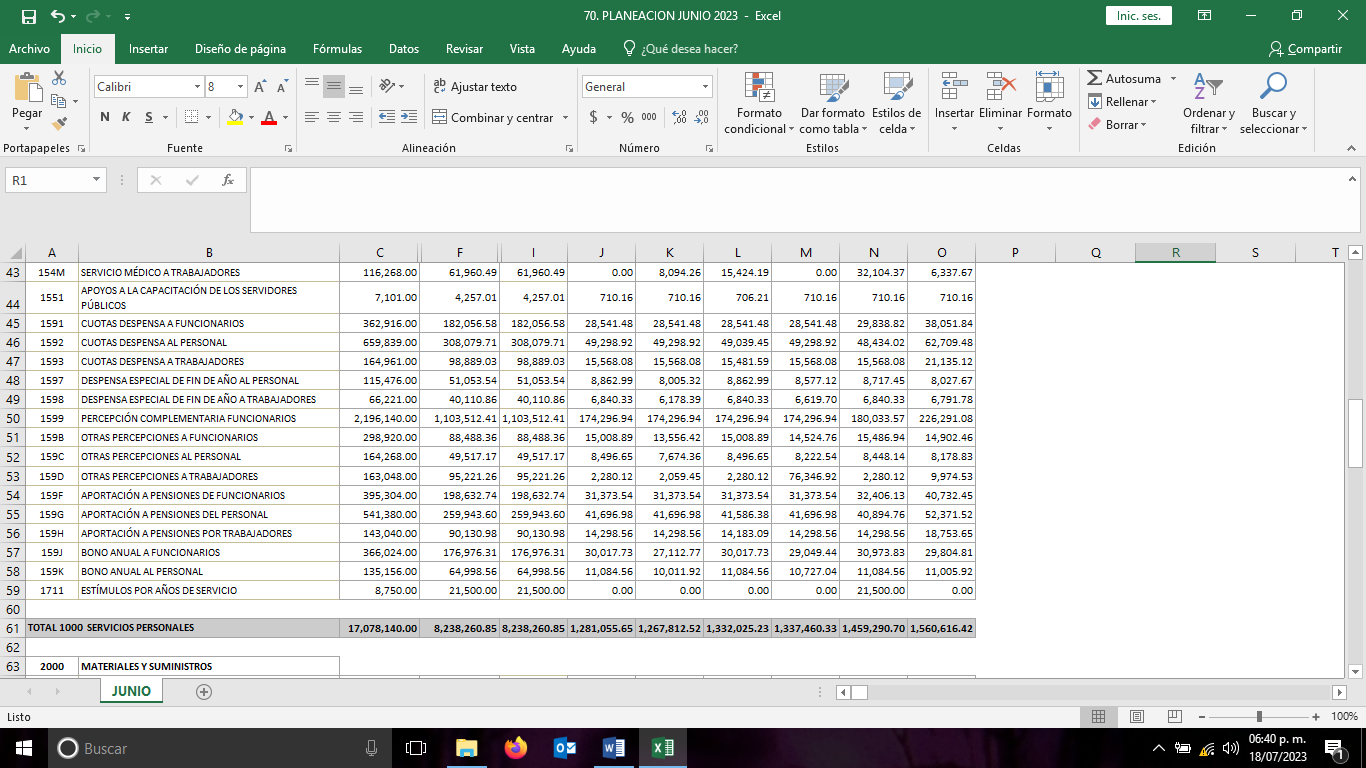 70. PLANEACION JUNIO 2023 - Excel
Inic. ses.
Archivo Inicio Insertar Diseño de página Fórmulas Datos Revisar Vista Ayuda ¿Qué desea hacer? Compartir
Pegar
Calibri 8
N K S
Ajustar texto
Combinar y centrar
General
$ % 000
Formato condicional
Dar formato como tabla
Estilos de celda
Insertar Eliminar Formato
Autosuma
Rellenar
Borrar
Ordenar y filtrar
Buscar y seleccionar
Portapapeles Fuente Alineación Número Estilos Celdas Edición
R1 fx
A B C F I J K L M N O P Q R S T
43 154M SERVICIO MÉDICO A TRABAJADORES 116,268.00 61,960.49 61,960.49 0.00 8,094.26 15,424.19 0.00 32,104.37 6,337.67
44 1551 APOYOS A LA CAPACITACIÓN DE LOS SERVIDORES PÚBLICOS 7,101.00 4,257.01 4,257.01 710.16 710.16 706.21 710.16 710.16 710.16
45 1591 CUOTAS DESPENSA A FUNCIONARIOS 362,916.00 182,056.58 182,056.58 28,541.48 28,541.48 28,541.48 28,541.48 29,838.82 38,051.84
46 1592 CUOTAS DESPENSA AL PERSONAL 659,839.00 308,079.71 308,079.71 49,298.92 49,298.92 49,039.45 49,298.92 48,434.02 62,709.48
47 1593 CUOTAS DESPENSA A TRABAJADORES 164,961.00 98,889.03 98,889.03 15,568.08 15,568.08 15,481.59 15,568.08 15,568.08 21,135.12
48 1597 DESPENSA ESPECIAL DE FIN DE AÑO AL PERSONAL 115,476.00 51,053.54 51,053.54 8,862.99 8,005.32 8,862.99 8,577.12 8,717.45 8,027.67
49 1598 DESPENSA ESPECIAL DE FIN DE AÑO A TRABAJADORES 66,221.00 40,110.86 40,110.86 6,840.33 6,178.39 6,840.33 6,619.70 6,840.33 6,791.78
50 1599 PERCEPCIÓN COMPLEMENTARIA FUNCIONARIOS 2,196,140.00 1,103,512.41 1,103,512.41 174,296.94 174,296.94 174,296.94 174,296.94 180,033.57 226,291.08
51 159B OTRAS PERCEPCIONES A FUNCIONARIOS 298,920.00 88,488.36 88,488.36 15,008.89 13,556.42 15,008.89 14,524.76 15,486.94 14,902.46
52 159C OTRAS PERCEPCIONES AL PERSONAL 164,268.00 49,517.17 49,517.17 8,496.65 7,674.36 8,496.65 8,222.54 8,448.14 8,178.83
53 159D OTRAS PERCEPCIONES A TRABAJADORES 163,048.00 95,221.26 95,221.26 2,280.12 2,059.45 2,280.12 76,346.92 2,280.12 9,974.53
54 159F APORTACIÓN A PENSIONES DE FUNCIONARIOS 395,304.00 198,632.74 198,632.74 31,373.54 31,373.54 31,373.54 31,373.54 32,406.13 40,732.45
55 159G APORTACIÓN A PENSIONES DEL PERSONAL 541,380.00 259,943.60 259,943.60 41,696.98 41,696.98 41,586.38 41,696.98 40,894.76 52,371.52
56 159H APORTACIÓN A PENSIONES POR TRABAJADORES 143,040.00 90,130.98 90,130.98 14,298.56 14,298.56 14,183.09 14,298.56 14,298.56 18,753.65
57 159J BONO ANUAL A FUNCIONARIOS 366,024.00 176,976.31 176,976.31 30,017.73 27,112.77 30,017.73 29,049.44 30,973.83 29,804.81
58 159K BONO ANUAL AL PERSONAL 135,156.00 64,998.56 64,998.56 11,084.56 10,011.92 11,084.56 10,727.04 11,084.56 11,005.92
59 1711 ESTÍMULOS POR AÑOS DE SERVICIO 8,750.00 21,500.00 21,500.00 0.00 0.00 0.00 0.00 21,500.00 0.00
60
61 TOTAL 1000 SERVICIOS PERSONALES 17,078,140.00 8,238,260.85 8,238,260.85 1,281,055.65 1,267,812.52 1,332,025.23 1,337,460.33 1,459,290.70 1,560,616.42
62
63 2000 MATERIALES Y SUMINISTROS
JUNIO
Listo 100%
Buscar
06:40 p. m.
18/07/2023
1